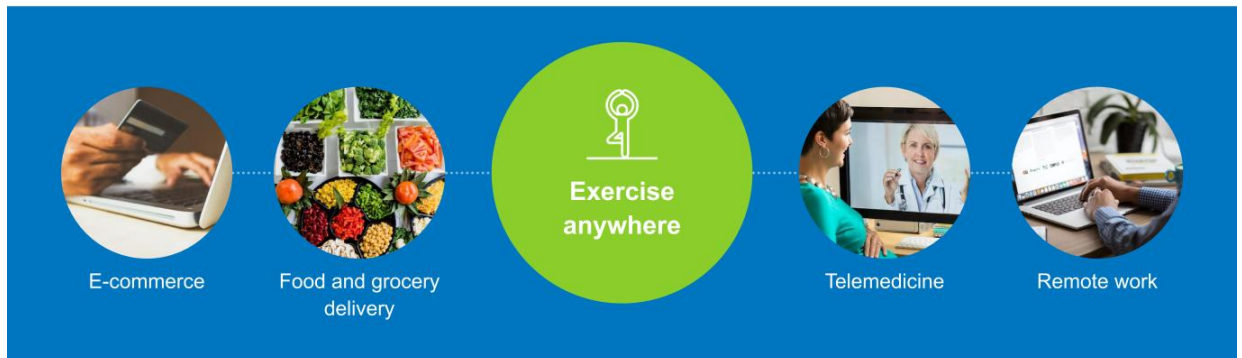 Exercise
anywhere
E-commerce
Food and grocery
delivery
Telemedicine
Remote work